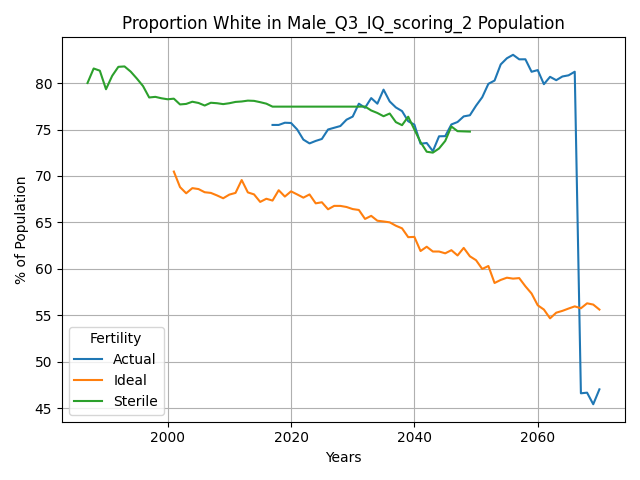 Proportion White in Male_Q3_IQ_scoring_2 Population
% of Population
80
75
70
65
60
55
50
45
Fertility
Actual
Ideal
Sterile
2000
2020
2040
2060
Years